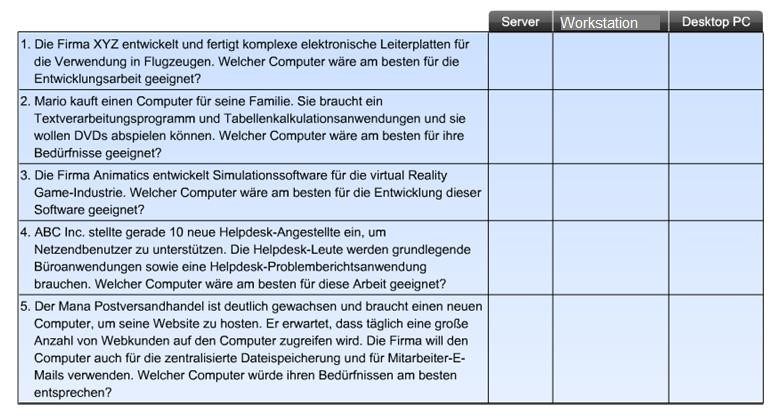 Server Workstation Desktop PC
1. Die Firma XYZ entwickelt und fertigt komplexe elektronische Leiterplatten für
die Verwendung in Flugzeugen. Welcher Computer wäre am besten für die
Entwicklungsarbeit geeignet?
2. Mario kauft einen Computer für seine Familie. Sie braucht ein
Textverarbeitungsprogramm und Tabellenkalkulationsanwendungen und sie
wollen DVDs abspielen können. Welcher Computer wäre am besten für ihre
Bedürfnisse geeignet?
3. Die Firma Animatics entwickelt Simulationssoftware für die virtual Reality
Game-Industrie. Welcher Computer wäre am besten für die Entwicklung dieser
Software geeignet?
4. ABC Inc. stellte gerade 10 neue Helpdesk-Angestellte ein, um
Netzendbenutzer zu unterstützen. Die Helpdesk-Leute werden grundlegende
Büroanwendungen sowie eine Helpdesk-Problemberichtsanwendung
brauchen. Welcher Computer wäre am besten für diese Arbeit geeignet?
5. Der Mana Postversandhandel ist deutlich gewachsen und braucht einen neuen
Computer, um seine Website zu hosten. Er erwartet, dass täglich eine große
Anzahl von Webkunden auf den Computer zugreifen wird. Die Firma will den
Computer auch für die zentralisierte Dateispeicherung und für Mitarbeiter-E-
Mails verwenden. Welcher Computer würde ihren Bedürfnissen am besten
entsprechen?